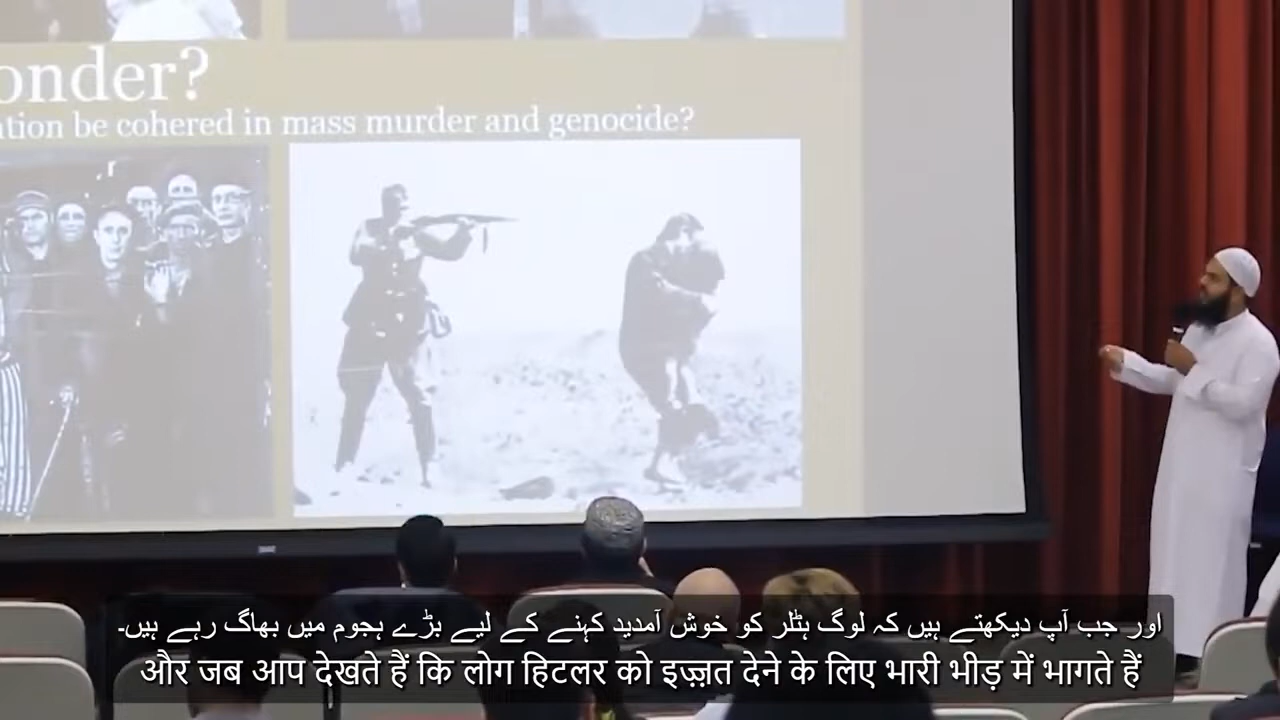 onder?
tion be cohered in mass murder and genocide?
اور جب آپ دیکھتے ہیں کہ لوگ ہٹلر کو خوش آمدید کہنے کے لیے بڑے ہجوم میں بھاگ رہے ہیں۔
और जब आप देखते हैं कि लोग हिटलर को इज़्ज़त देने के लिए भारी भीड़ में भागते हैं